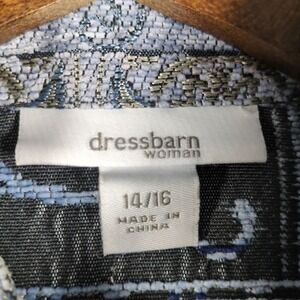 dressbarn
woman
14/16
MADE IN
CHINA